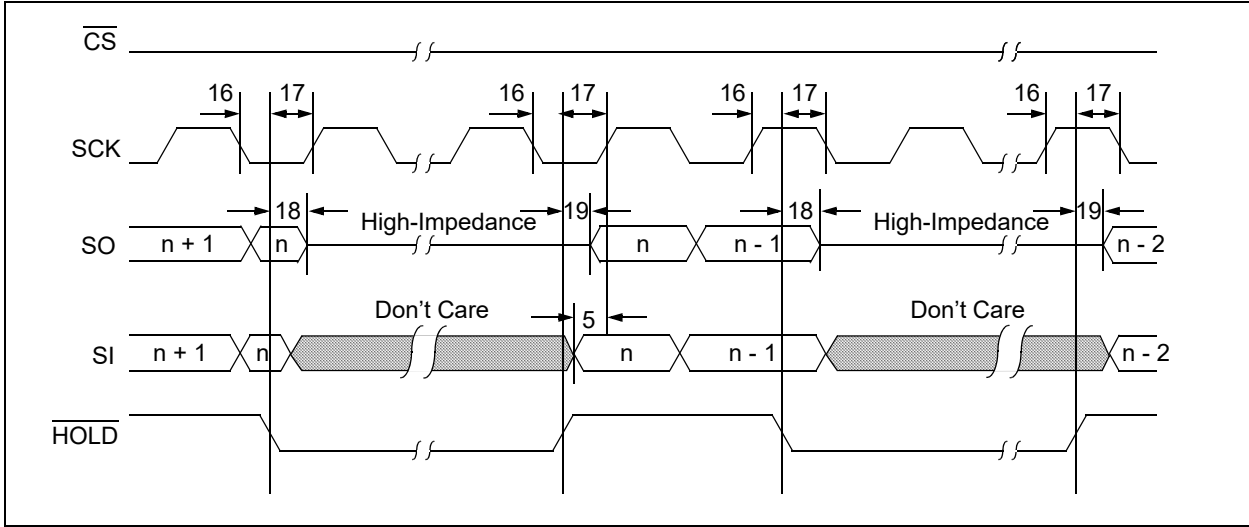 CS
16 17 16 17 16 17 16 17
SCK
18 High-Impedance 19 18 High-Impedance 19
SO n + 1 n n n - 1 n - 2
Don’t Care 5 Don’t Care
SI n + 1 n n n - 1 n - 2
HOLD